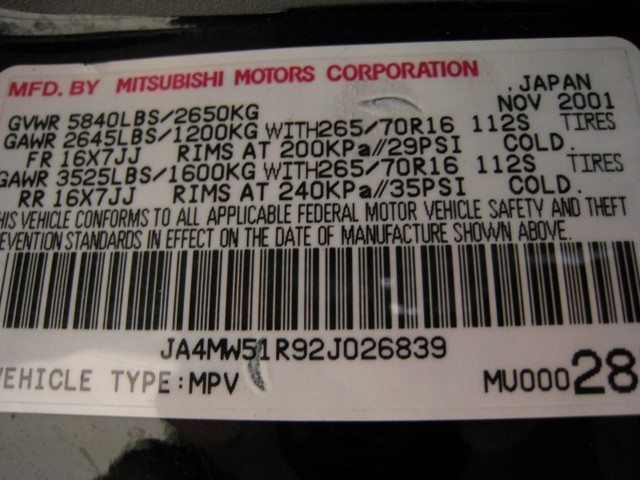 MFD. BY MITSUBISHI MOTORS CORPORATION , JAPAN
NOV 2001
GVWR 5840LBS/2650KG
GAWR 2645LBS/1200KG WITH265/70R16 112S TIRES
FR 16X7JJ RIMS AT 200KPa//29PSI COLD.
GAWR 3525LBS/1600KG WITH265/70R16 112S TIRES
RR 16X7JJ RIMS AT 240KPa//35PSI COLD.
HIS VEHICLE CONFORMS TO ALL APPLICABLE FEDERAL MOTOR VEHICLE SAFETY AND THEFT
EVENTION STANDARDS IN EFFECT ON THE DATE OF MANUFACTURE SHOWN ABOVE.
JA4MW51R92J026839
VEHICLE TYPE:MPV MU00028